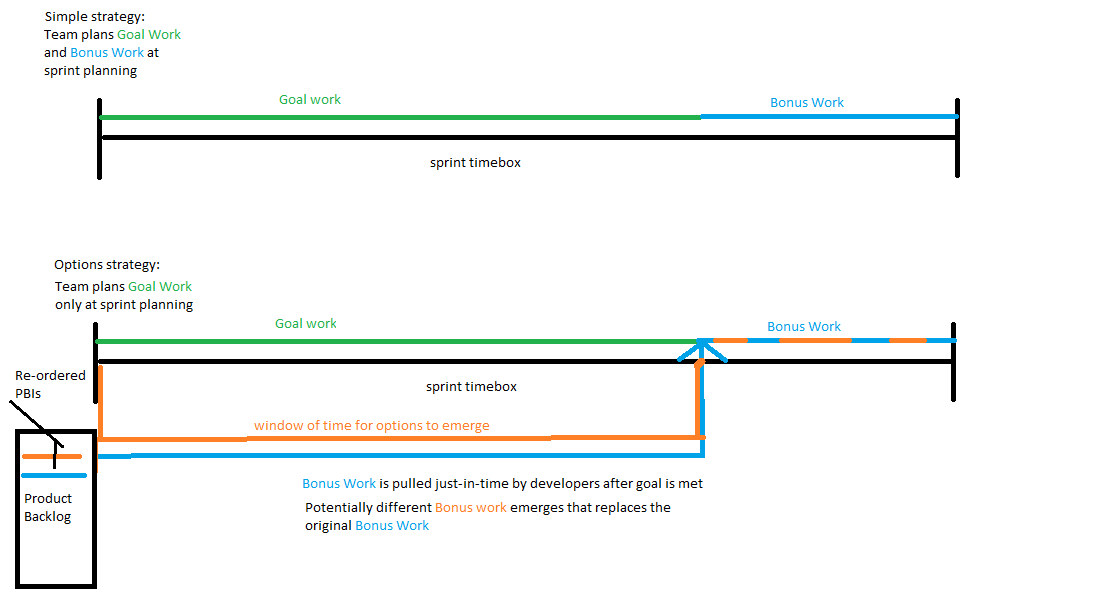 Simple strategy:
Team plans Goal Work
and Bonus Work at
sprint planning
Goal work
Bonus Work
sprint timebox
Options strategy:
Team plans Goal Work
only at sprint planning
Goal work
Bonus Work
Re-ordered
PBIs
sprint timebox
window of time for options to emerge
Product
Backlog
Bonus Work is pulled just-in-time by developers after goal is met
Potentially different Bonus work emerges that replaces the
original Bonus Work